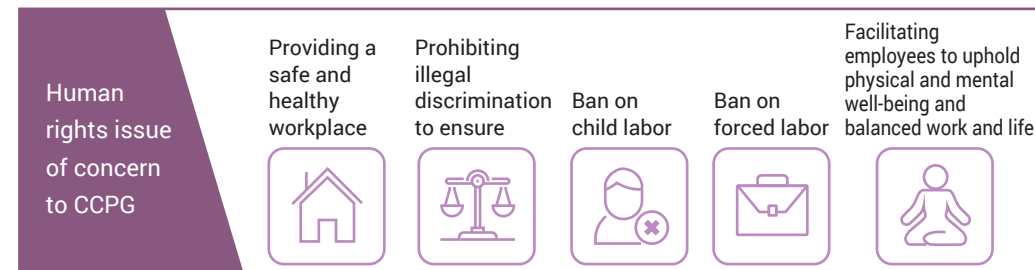 Human
rights issue
of concern
to CCPG
Providing a
safe and
healthy
workplace
Prohibiting
illegal
discrimination
to ensure
Ban on
child labor
Ban on
forced labor
Facilitating
employees to uphold
physical and mental
well-being and
balanced work and life